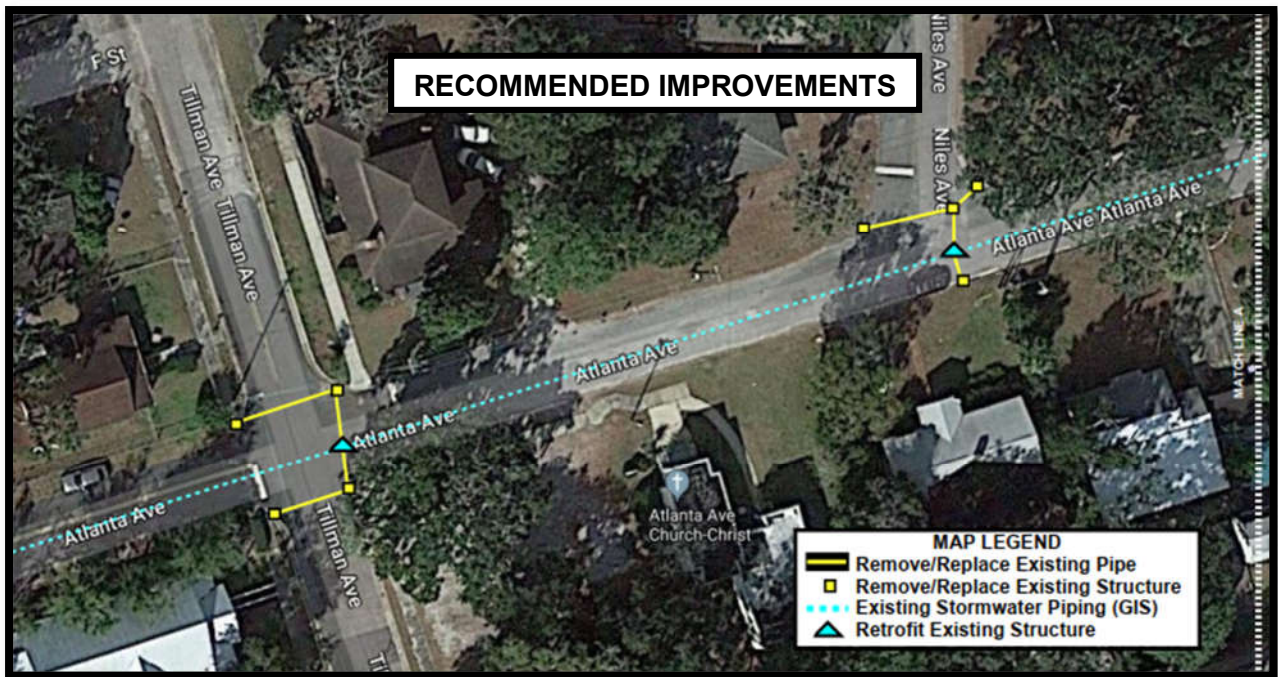 RECOMMENDED IMPROVEMENTS
F St
Tillman Ave
Tillman Ave
Niles Ave
Niles Ave
Atlanta Ave Atlanta Ave
MATCH LINE A
Atlanta Ave
Atlanta Ave
Atlanta Ave
Tillman Ave
Atlanta Ave
Church-Christ
Ti
MAP LEGEND
Remove/Replace Existing Pipe
Remove/Replace Existing Structure
Existing Stormwater Piping (GIS)
Retrofit Existing Structure